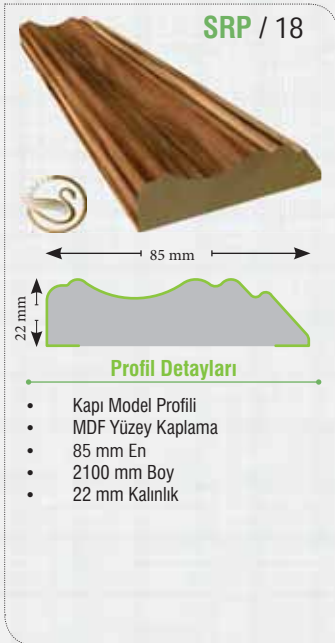 SRP / 18
85 mm
22 mm
Profil Detayları
• Kapı Model Profili
• MDF Yüzey Kaplama
• 85 mm En
• 2100 mm Boy
• 22 mm Kalınlık